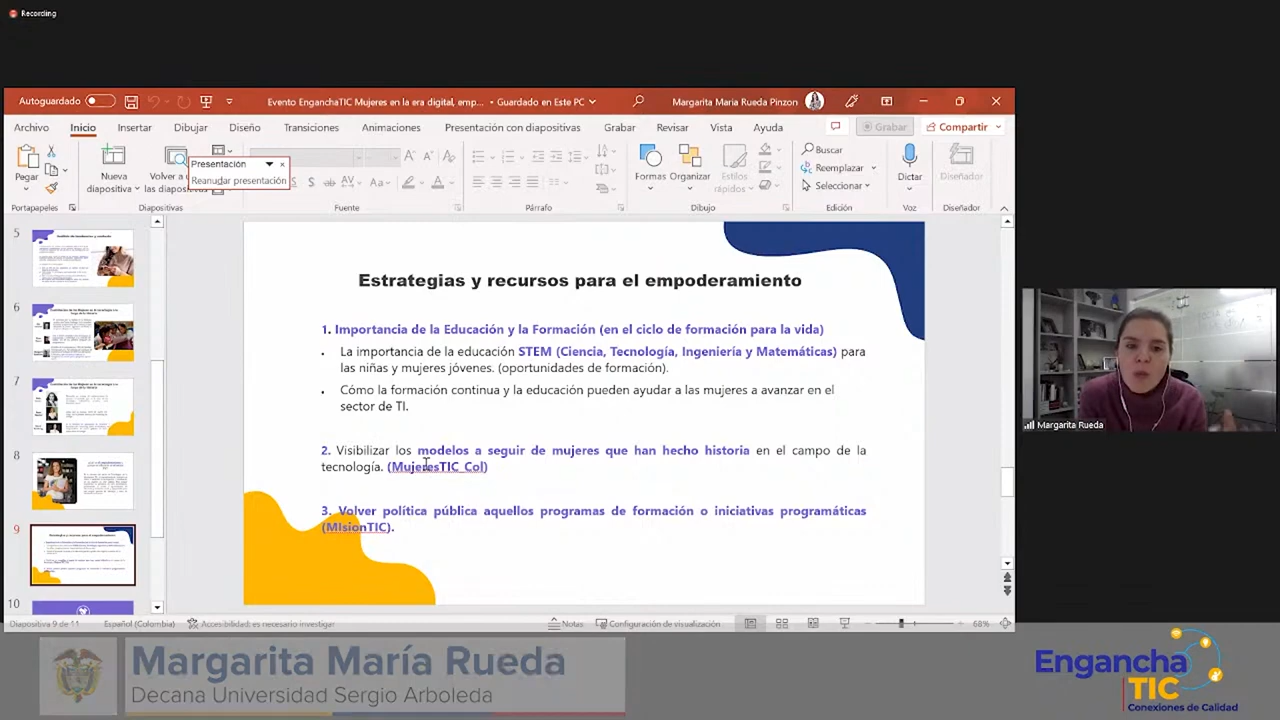 Recording
Autoguardado
Evento EnganchaTIC Mujeres en la era digital, emp... • Guardado en Este PC
Margarita Maria Rueda Pinzon
Archivo Inicio Insertar Dibujar Diseño Transiciones Animaciones Presentación con diapositivas Grabar Revisar Vista Ayuda
Grabar Compartir
Pegar
Nueva diapositiva
Volver a las
Presentación
Reanudar presentación
Formas Organizar Estilos rápidos
Buscar
Reemplazar
Seleccionar
Dictar
Diseñador
Portapapeles Diapositivas Fuente Párrafo Dibujo Edición Voz Diseñador
5
6
7
8
9
10
Estrategias y recursos para el empoderamiento
1. Importancia de la Educación y la Formación (en el ciclo de formación para la vida)
La importancia de la educación STEM (Ciencia, Tecnología, Ingeniería y Matemáticas) para
las niñas y mujeres jóvenes. (oportunidades de formación).
Cómo la formación continua y la educación pueden ayudar a las mujeres a avanzar en el
sector de TI.
2. Visibilizar los modelos a seguir de mujeres que han hecho historia en el campo de la
tecnología. (MujeresTIC_Col)
3. Volver política pública aquellos programas de formación o iniciativas programáticas
(MIsionTIC).
Margarita Rueda
Diapositiva 9 de 11 Español (Colombia) Accesibilidad: es necesario investigar Notas Configuración de visualización 68%
Margarita María Rueda
Decana Universidad Sergio Arboleda
Engancha
TIC
Conexiones de Calidad